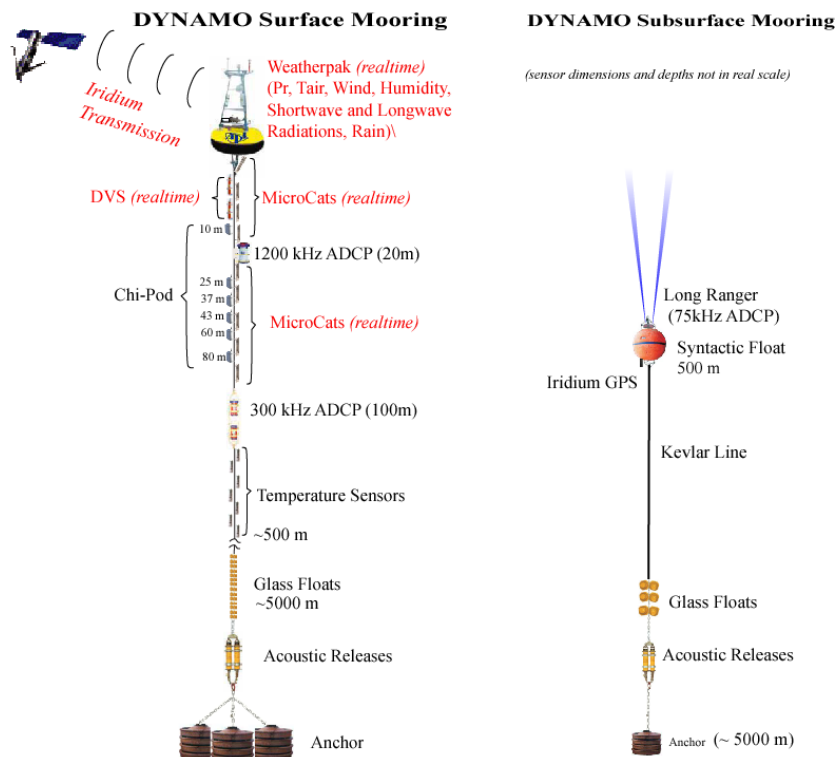 DYNAMO Surface Mooring
Iridium
Transmission
Weatherpak (realtime)
(Pr, Tair, Wind, Humidity,
Shortwave and Longwave
Radiations, Rain)\
DVS (realtime)
MicroCats (realtime)
10 m
1200 kHz ADCP (20m)
Chi-Pod
25 m
37 m
43 m
60 m
80 m
MicroCats (realtime)
300 kHz ADCP (100m)
Temperature Sensors
~500 m
Glass Floats
~5000 m
Acoustic Releases
Anchor
DYNAMO Subsurface Mooring
(sensor dimensions and depths not in real scale)
Long Ranger
(75kHz ADCP)
Syntactic Float
500 m
Iridium GPS
Kevlar Line
Glass Floats
Acoustic Releases
Anchor (~ 5000 m)